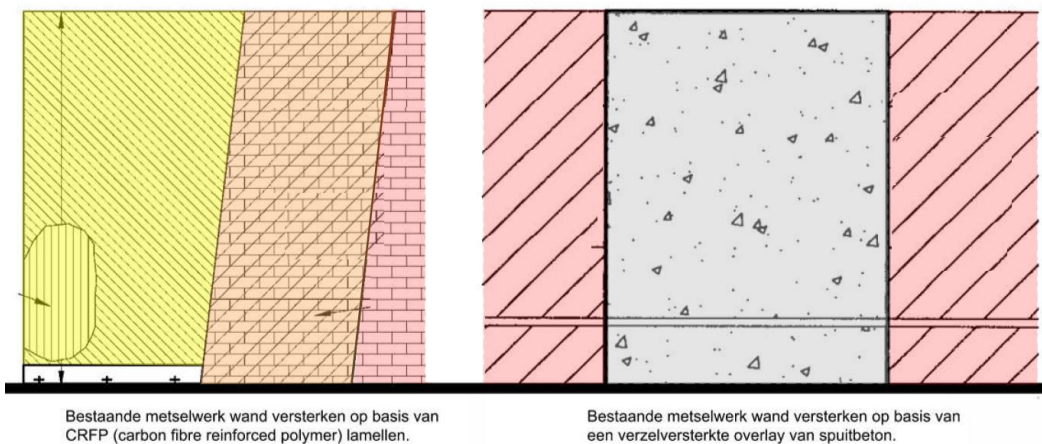 Bestaande metselwerk wand versterken op basis van
CRFP (carbon fibre reinforced polymer) lamellen.
Bestaande metselwerk wand versterken op basis van
een verzelversterkte overlay van spuitbeton.